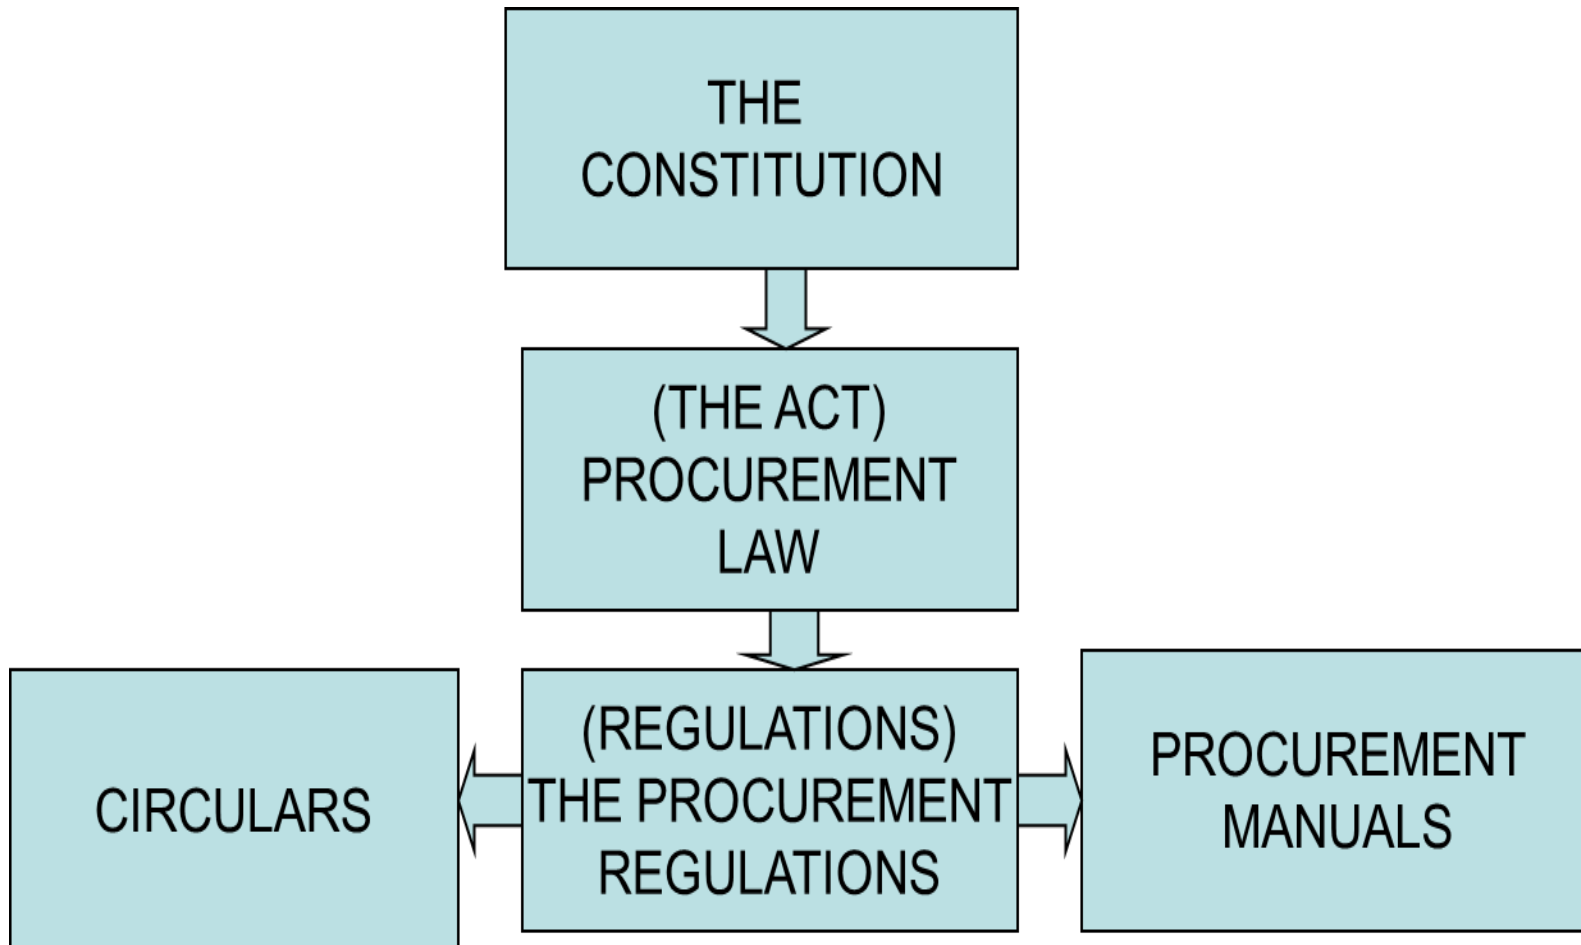 THE
CONSTITUTION
(THE ACT)
PROCUREMENT
LAW
CIRCULARS
(REGULATIONS)
THE PROCUREMENT
REGULATIONS
PROCUREMENT
MANUALS